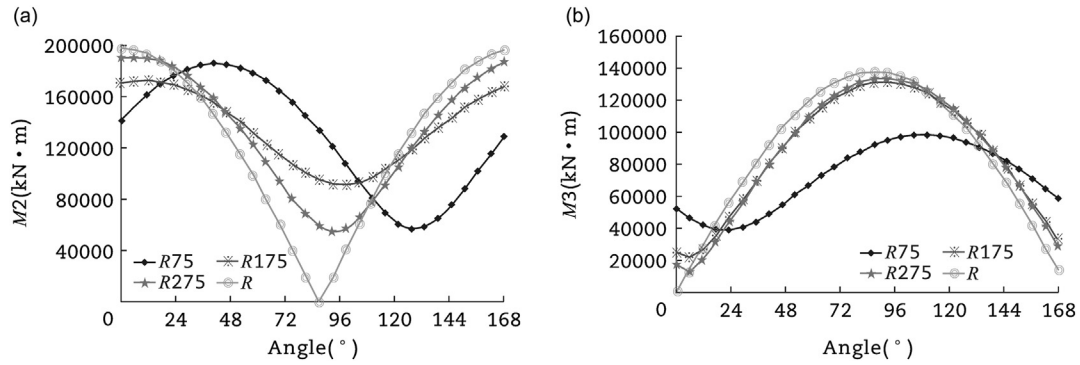 (a)
M2(kN • m)
200000
160000
120000
80000
40000
0
24
48
72
96
120
144
168
0
Angle(°)
R75
R175
R275
R
(b)
M3(kN • m)
160000
140000
120000
100000
80000
60000
40000
20000
0
24
48
72
96
120
144
168
Angle(°)
R75
R175
R275
R